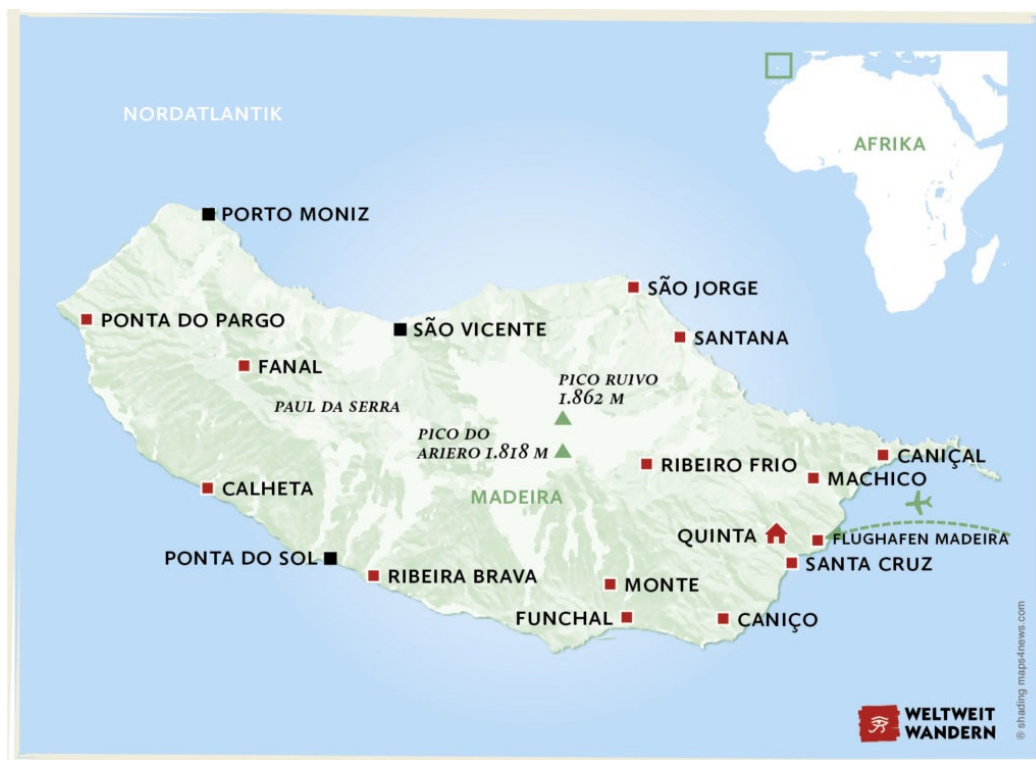 NORDATLANTIK
AFRIKA
PORTO MONIZ
SÃO JORGE
PONTA DO PARGO
SÃO VICENTE
SANTANA
FANAL
PICO RUIVO
1.862 M
PAUL DA SERRA
PICO DO
ARIERO 1.818 M
CANIÇAL
RIBEIRO FRIO
MACHICO
CALHETA
MADEIRA
QUINTA
FLUGHAFEN MADEIRA
PONTA DO SOL
SANTA CRUZ
RIBEIRA BRAVA
MONTE
FUNCHAL
CANIÇO
© shading maps4news.com
WELTWEIT
WANDERN